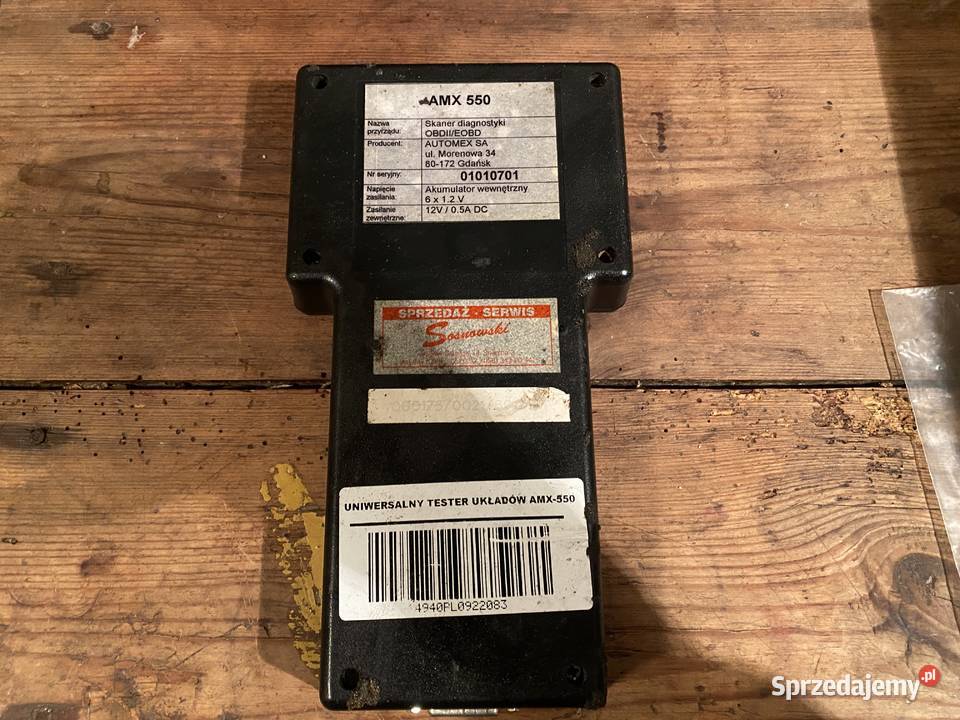 AMX 550
Nazwa przyrządu: Skaner diagnostyki OBDII/EOBD
Producent: AUTOMEX SA
ul. Morenowa 34
80-172 Gdańsk
Nr seryjny: 01010701
Napięcie zasilania: Akumulator wewnętrzny 6 x 1.2 V
Zasilanie zewnętrzne: 12V / 0.5A DC
SPRZEDAŻ - SERWIS
Sosnowski
UNIWERSALNY TESTER UKŁADÓW AMX-550
4940PL0922083
Sprzedajemy.pl